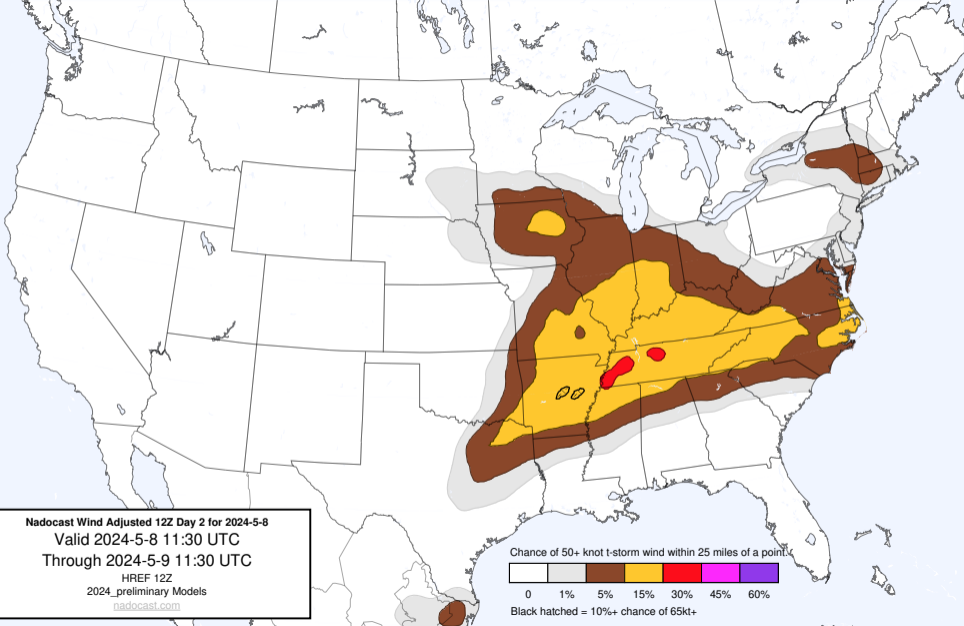 Nadocast Wind Adjusted 12Z Day 2 for 2024-5-8
Valid 2024-5-8 11:30 UTC
Through 2024-5-9 11:30 UTC
HREF 12Z
2024_preliminary Models
nadocast.com
Chance of 50+ knot t-storm wind within 25 miles of a point.
0 1% 5% 15% 30% 45% 60%
Black hatched = 10%+ chance of 65kt+